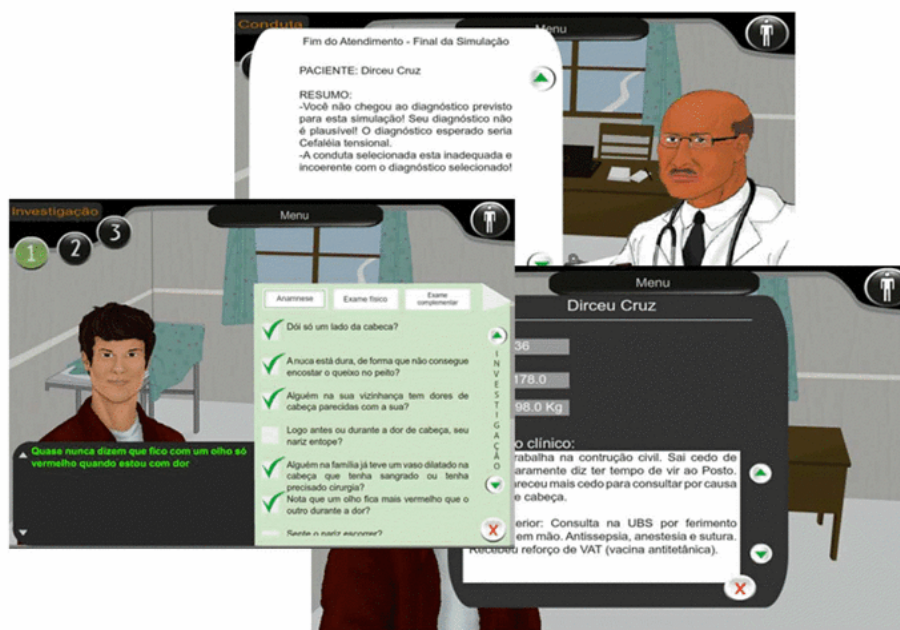 Conduta
Menu
Fim do Atendimento - Final da Simulação
PACIENTE: Dirceu Cruz
RESUMO:
-Você não chegou ao diagnóstico previsto
para esta simulação! Seu diagnóstico não
é plausível! O diagnóstico esperado seria
Cefaléia tensional.
-A conduta selecionada esta inadequada e
incoerente com o diagnóstico selecionado!
Investigação
Menu
1
2
3
Anamnese
Exame físico
Exame
complementar
Dói só um lado da cabeca?
A nuca está dura, de forma que não consegue
encostar o queixo no peito?
Alguém na sua vizinhança tem dores de
cabeça parecidas com a sua?
Logo antes ou durante a dor de cabeça, seu
nariz entope?
Alguém na família já teve um vaso dilatado na
cabeça que tenha sangrado ou tenha
precisado cirurgia?
Nota que um olho fica mais vermelho que o
outro durante a dor?
Sente o nariz escorrer?
INVESTIGAÇÃO
X
Quase nunca dizem que fico com um olho só
vermelho quando estou com dor
Menu
Dirceu Cruz
36
178.0
98.0 Kg
o clínico:
rabalha na contrução civil. Sai cedo de
aramente diz ter tempo de vir ao Posto.
areceu mais cedo para consultar por causa
e cabeça.
erior: Consulta na UBS por ferimento
em mão. Antissepsia, anestesia e sutura.
Recebeu reforço de VAT (vacina antitetânica).
X